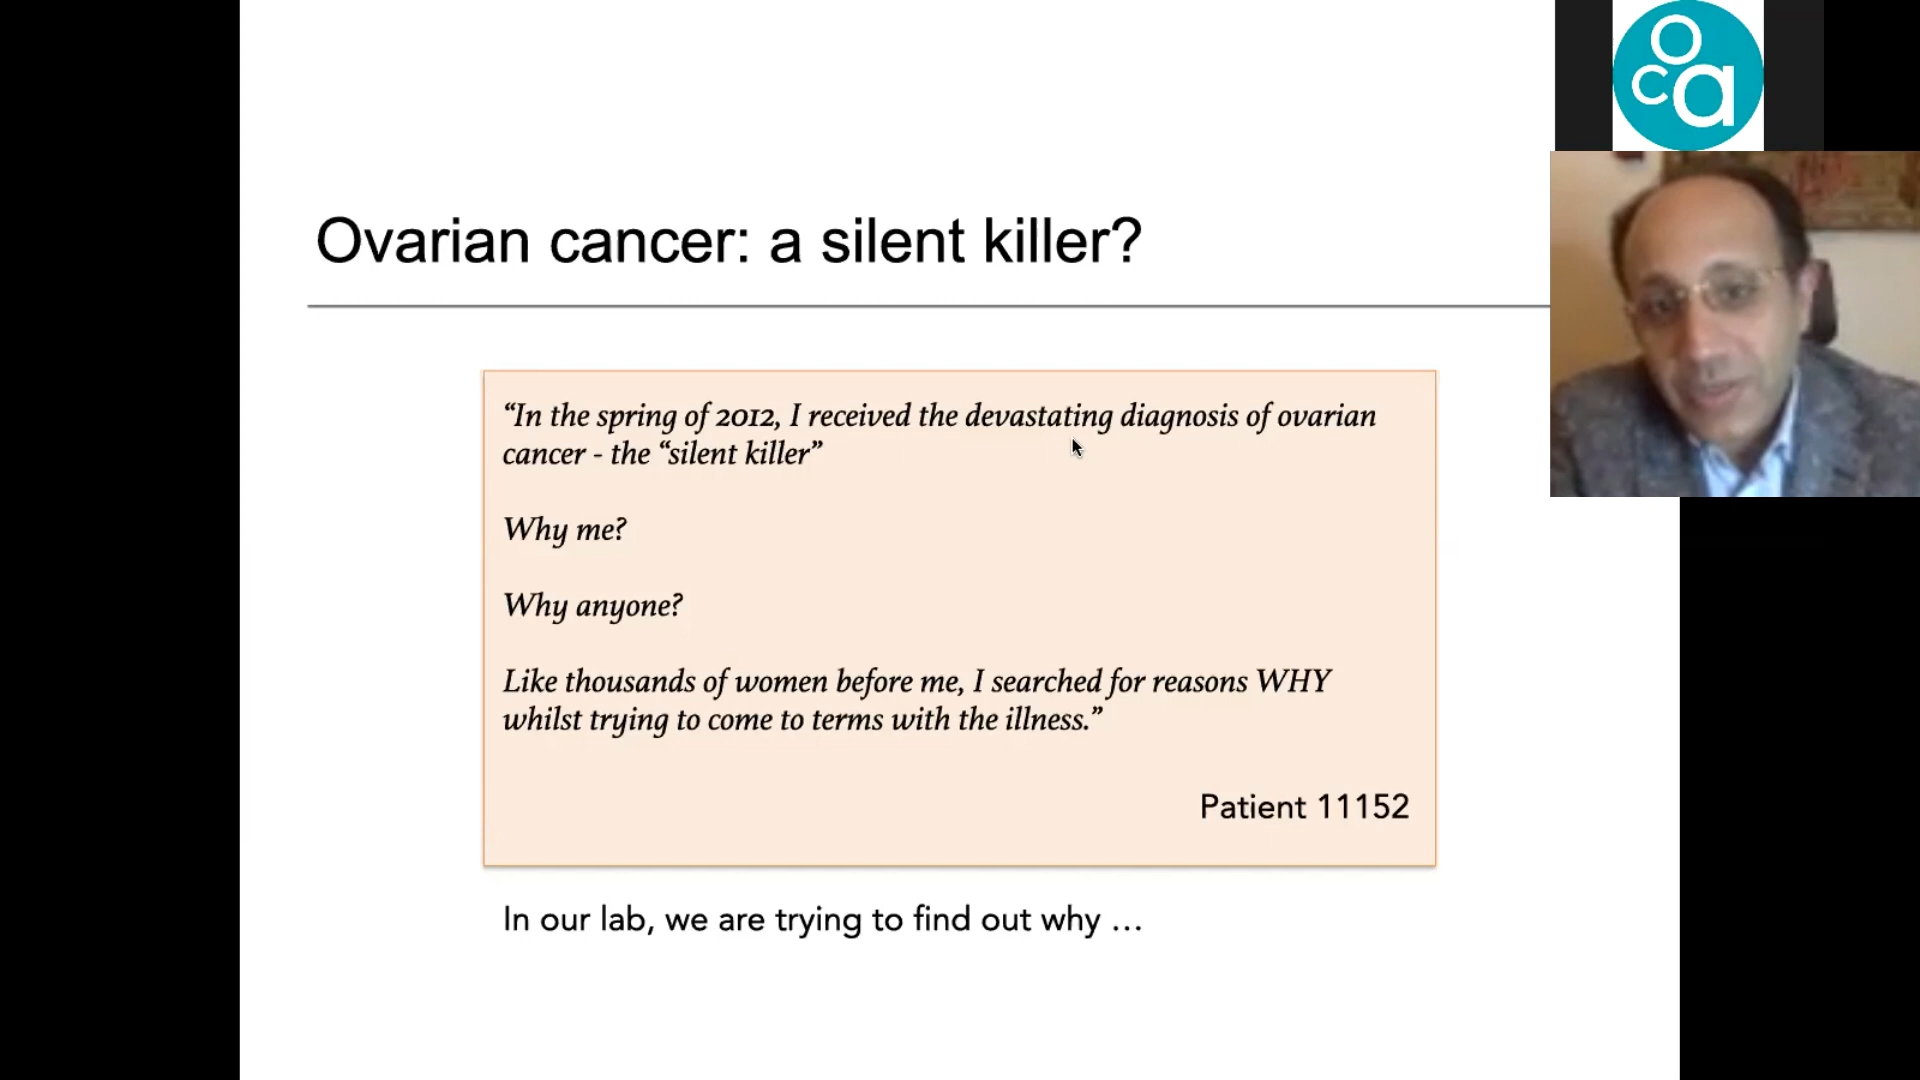 oca
Ovarian cancer: a silent killer?
“In the spring of 2012, I received the devastating diagnosis of ovarian
cancer - the “silent killer”
Why me?
Why anyone?
Like thousands of women before me, I searched for reasons WHY
whilst trying to come to terms with the illness.”
Patient 11152
In our lab, we are trying to find out why …